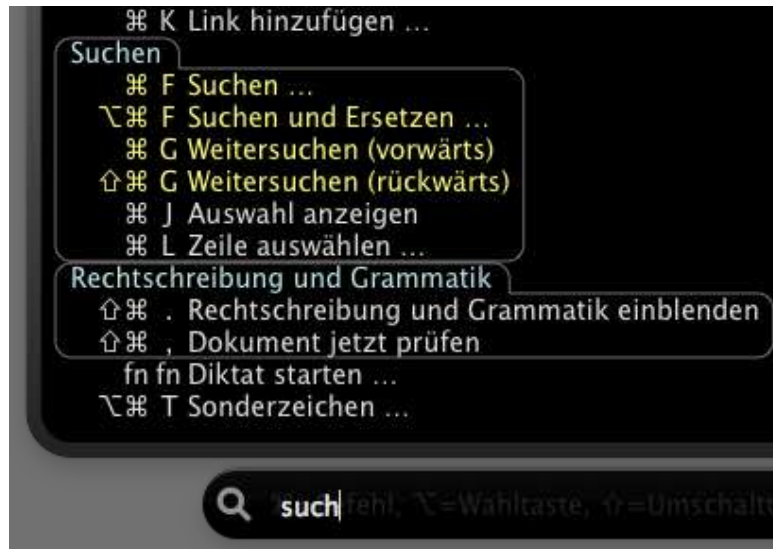 ⌘ K Link hinzufügen ...
Suchen
⌘ F Suchen ...
⌥⌘ F Suchen und Ersetzen ...
⌘ G Weitersuchen (vorwärts)
⇧⌘ G Weitersuchen (rückwärts)
⌘ J Auswahl anzeigen
⌘ L Zeile auswählen ...
Rechtschreibung und Grammatik
⇧⌘ . Rechtschreibung und Grammatik einblenden
⇧⌘ , Dokument jetzt prüfen
fn fn Diktat starten ...
⌥⌘ T Sonderzeichen ...
such fehl, ⌥=Wahltaste, ⇧=Umschalt